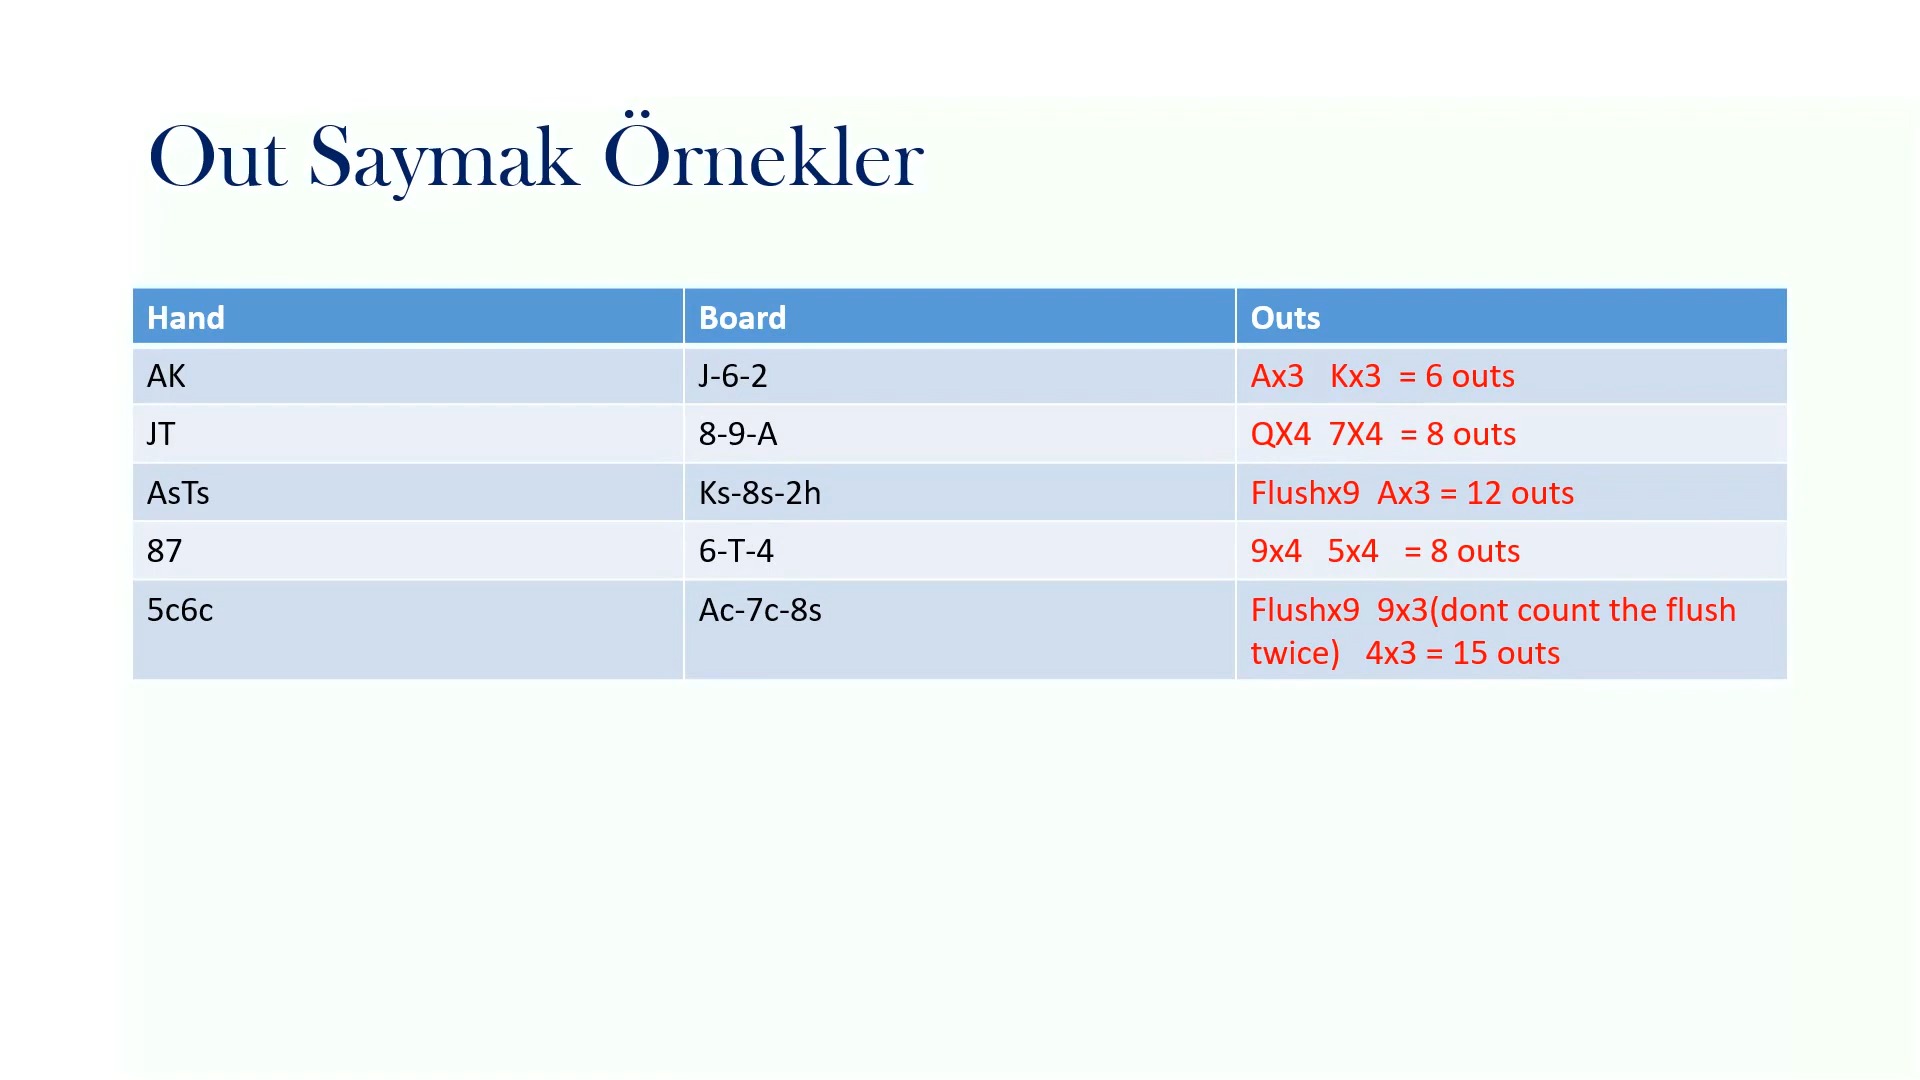 Out Saymak Örnekler
Hand Board Outs
AK J-6-2 Ax3 Kx3 = 6 outs
JT 8-9-A QX4 7X4 = 8 outs
AsTs Ks-8s-2h Flushx9 Ax3 = 12 outs
87 6-T-4 9x4 5x4 = 8 outs
5c6c Ac-7c-8s Flushx9 9x3(dont count the flush
twice) 4x3 = 15 outs